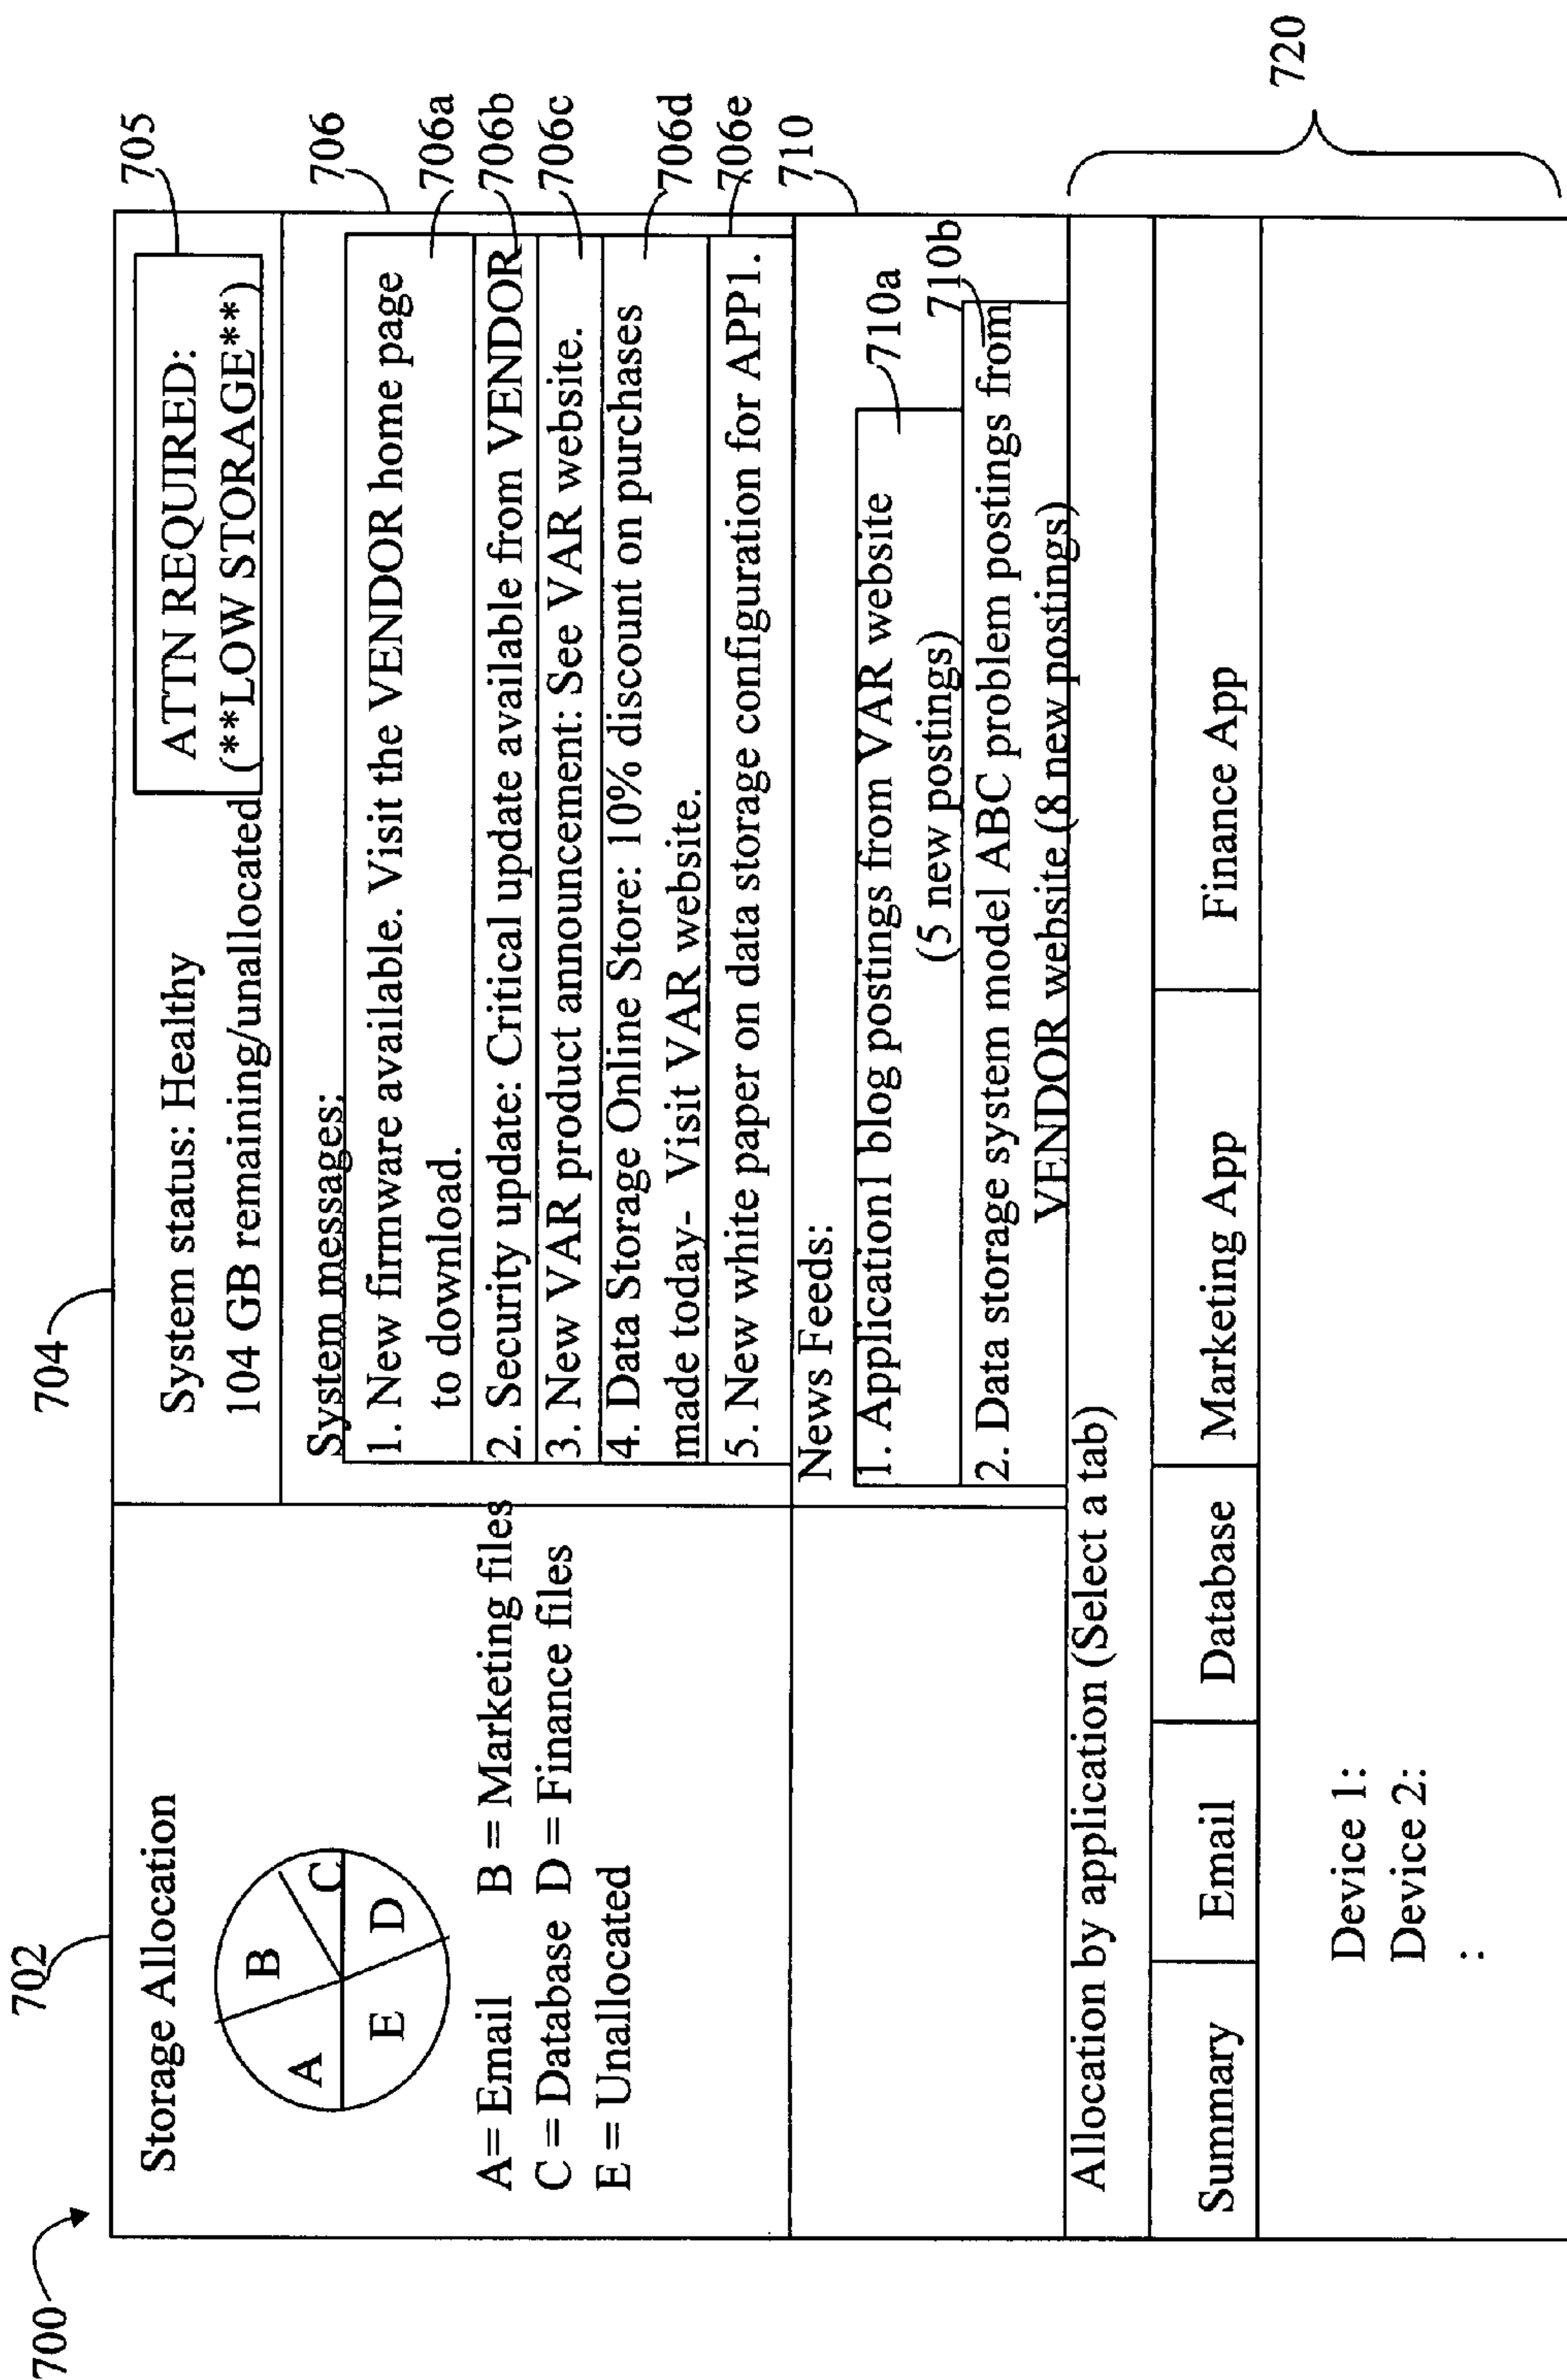 700
702
704
Storage Allocation
A
B
C
D
E
A= Email B = Marketing files
C = Database D = Finance files
E = Unallocated
System status: Healthy
104 GB remaining/unallocated
ATTN REQUIRED:
(**LOW STORAGE**)
705
System messages:
706
1. New firmware available. Visit the VENDOR home page
to download.
706a
2. Security update: Critical update available from VENDOR
706b
3. New VAR product announcement: See VAR website.
706c
4. Data Storage Online Store: 10% discount on purchases
made today- Visit VAR website.
706d
5. New white paper on data storage configuration for APP1.
706e
710
News Feeds:
1. Application1 blog postings from VAR website
(5 new postings)
710a
2. Data storage system model ABC problem postings from
VENDOR website (8 new postings)
710b
Allocation by application (Select a tab)
Summary Email Database Marketing App Finance App
Device 1:
Device 2:
:
720